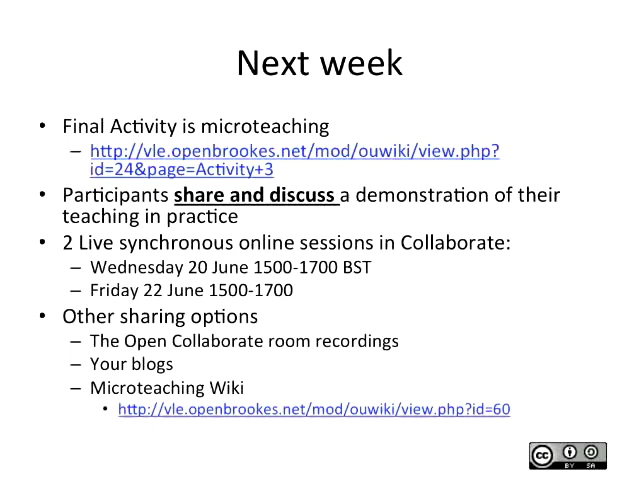 Next week
• Final Activity is microteaching
– http://vle.openbrookes.net/mod/ouwiki/view.php?
id=24&page=Activity+3
• Participants share and discuss a demonstration of their
teaching in practice
• 2 Live synchronous online sessions in Collaborate:
– Wednesday 20 June 1500-1700 BST
– Friday 22 June 1500-1700
• Other sharing options
– The Open Collaborate room recordings
– Your blogs
– Microteaching Wiki
• http://vle.openbrookes.net/mod/ouwiki/view.php?id=60
cc
BY SA